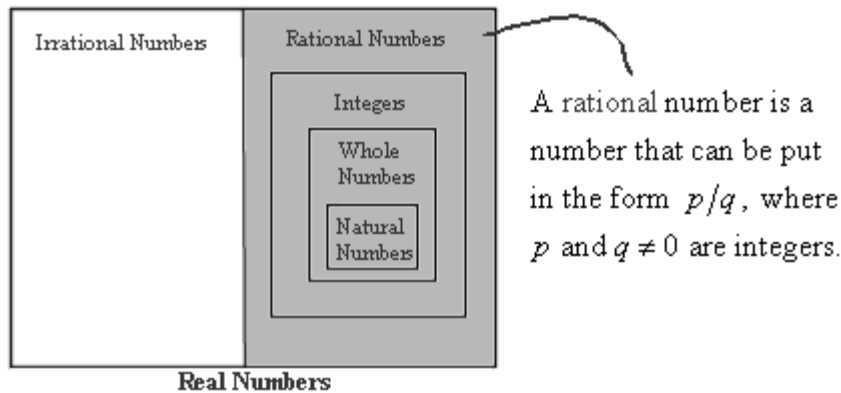 Irrational Numbers
Rational Numbers
Integers
Whole
Numbers
Natural
Numbers
Real Numbers
A rational number is a
number that can be put
in the form p/q, where
p and q ≠ 0 are integers.